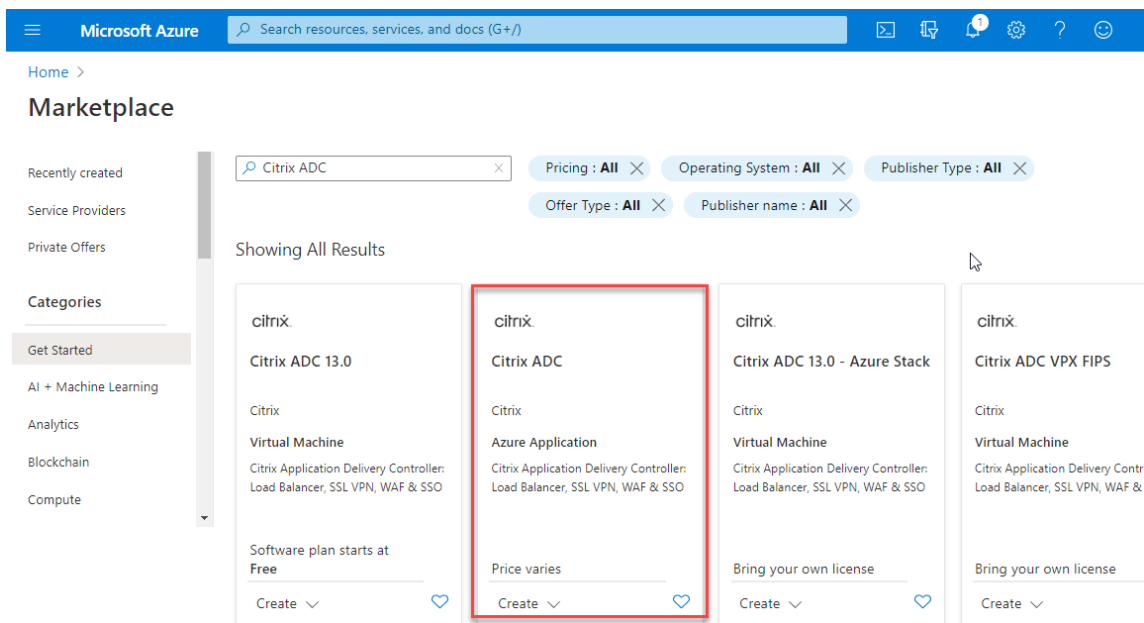 Microsoft Azure
Search resources, services, and docs (G+/)
1
Home >
Marketplace
Recently created
Service Providers
Private Offers
Categories
Get Started
AI + Machine Learning
Analytics
Blockchain
Compute
Citrix ADC
Pricing : All
Operating System : All
Publisher Type : All
Offer Type : All
Publisher name : All
Showing All Results
citrix.
Citrix ADC 13.0
Citrix
Virtual Machine
Citrix Application Delivery Controller:
Load Balancer, SSL VPN, WAF & SSO
Software plan starts at
Free
Create
citrix.
Citrix ADC
Citrix
Azure Application
Citrix Application Delivery Controller:
Load Balancer, SSL VPN, WAF & SSO
Price varies
Create
citrix.
Citrix ADC 13.0 - Azure Stack
Citrix
Virtual Machine
Citrix Application Delivery Controller:
Load Balancer, SSL VPN, WAF & SSO
Bring your own license
Create
citrix.
Citrix ADC VPX FIPS
Citrix
Virtual Machine
Citrix Application Delivery Contr
Load Balancer, SSL VPN, WAF &
Bring your own license
Create